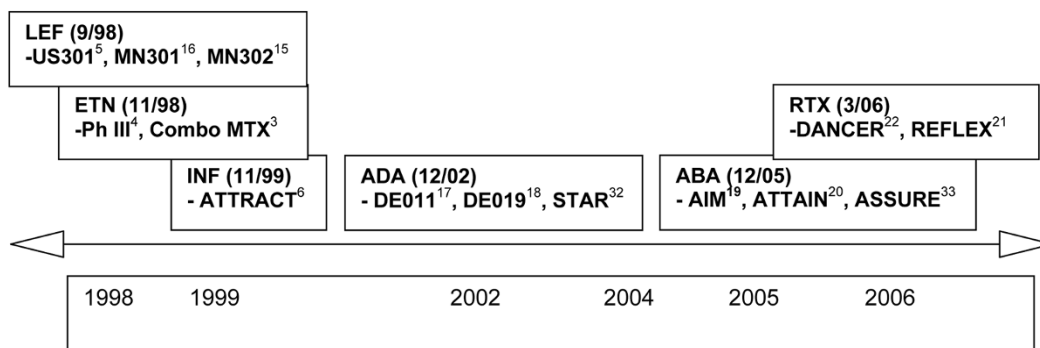 LEF (9/98)
-US301⁵, MN301¹⁶, MN302¹⁵
ETN (11/98)
-Ph III⁴, Combo MTX³
INF (11/99)
- ATTRACT⁶
ADA (12/02)
- DE011¹⁷, DE019¹⁸, STAR³²
ABA (12/05)
- AIM¹⁹, ATTAIN²⁰, ASSURE³³
RTX (3/06)
-DANCER²², REFLEX²¹
1998 1999 2002 2004 2005 2006